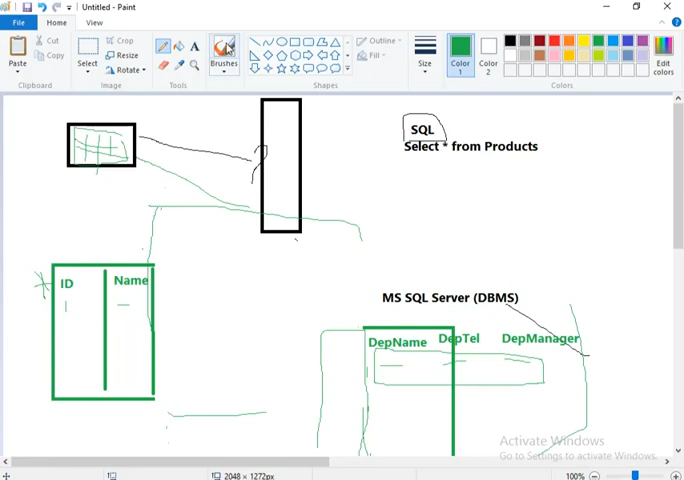 Untitled - Paint
File
Home
View
Paste
Cut
Copy
Clipboard
Select
Crop
Resize
Rotate
Image
A
Tools
Brushes
Outline
Fill
Shapes
Size
Color 1
Color 2
Edit colors
Colors
SQL
Select * from Products
ID
Name
MS SQL Server (DBMS)
DepName
DepTel
DepManager
Activate Windows
Go to Settings to activate Windows.
2048 × 1272px
100%